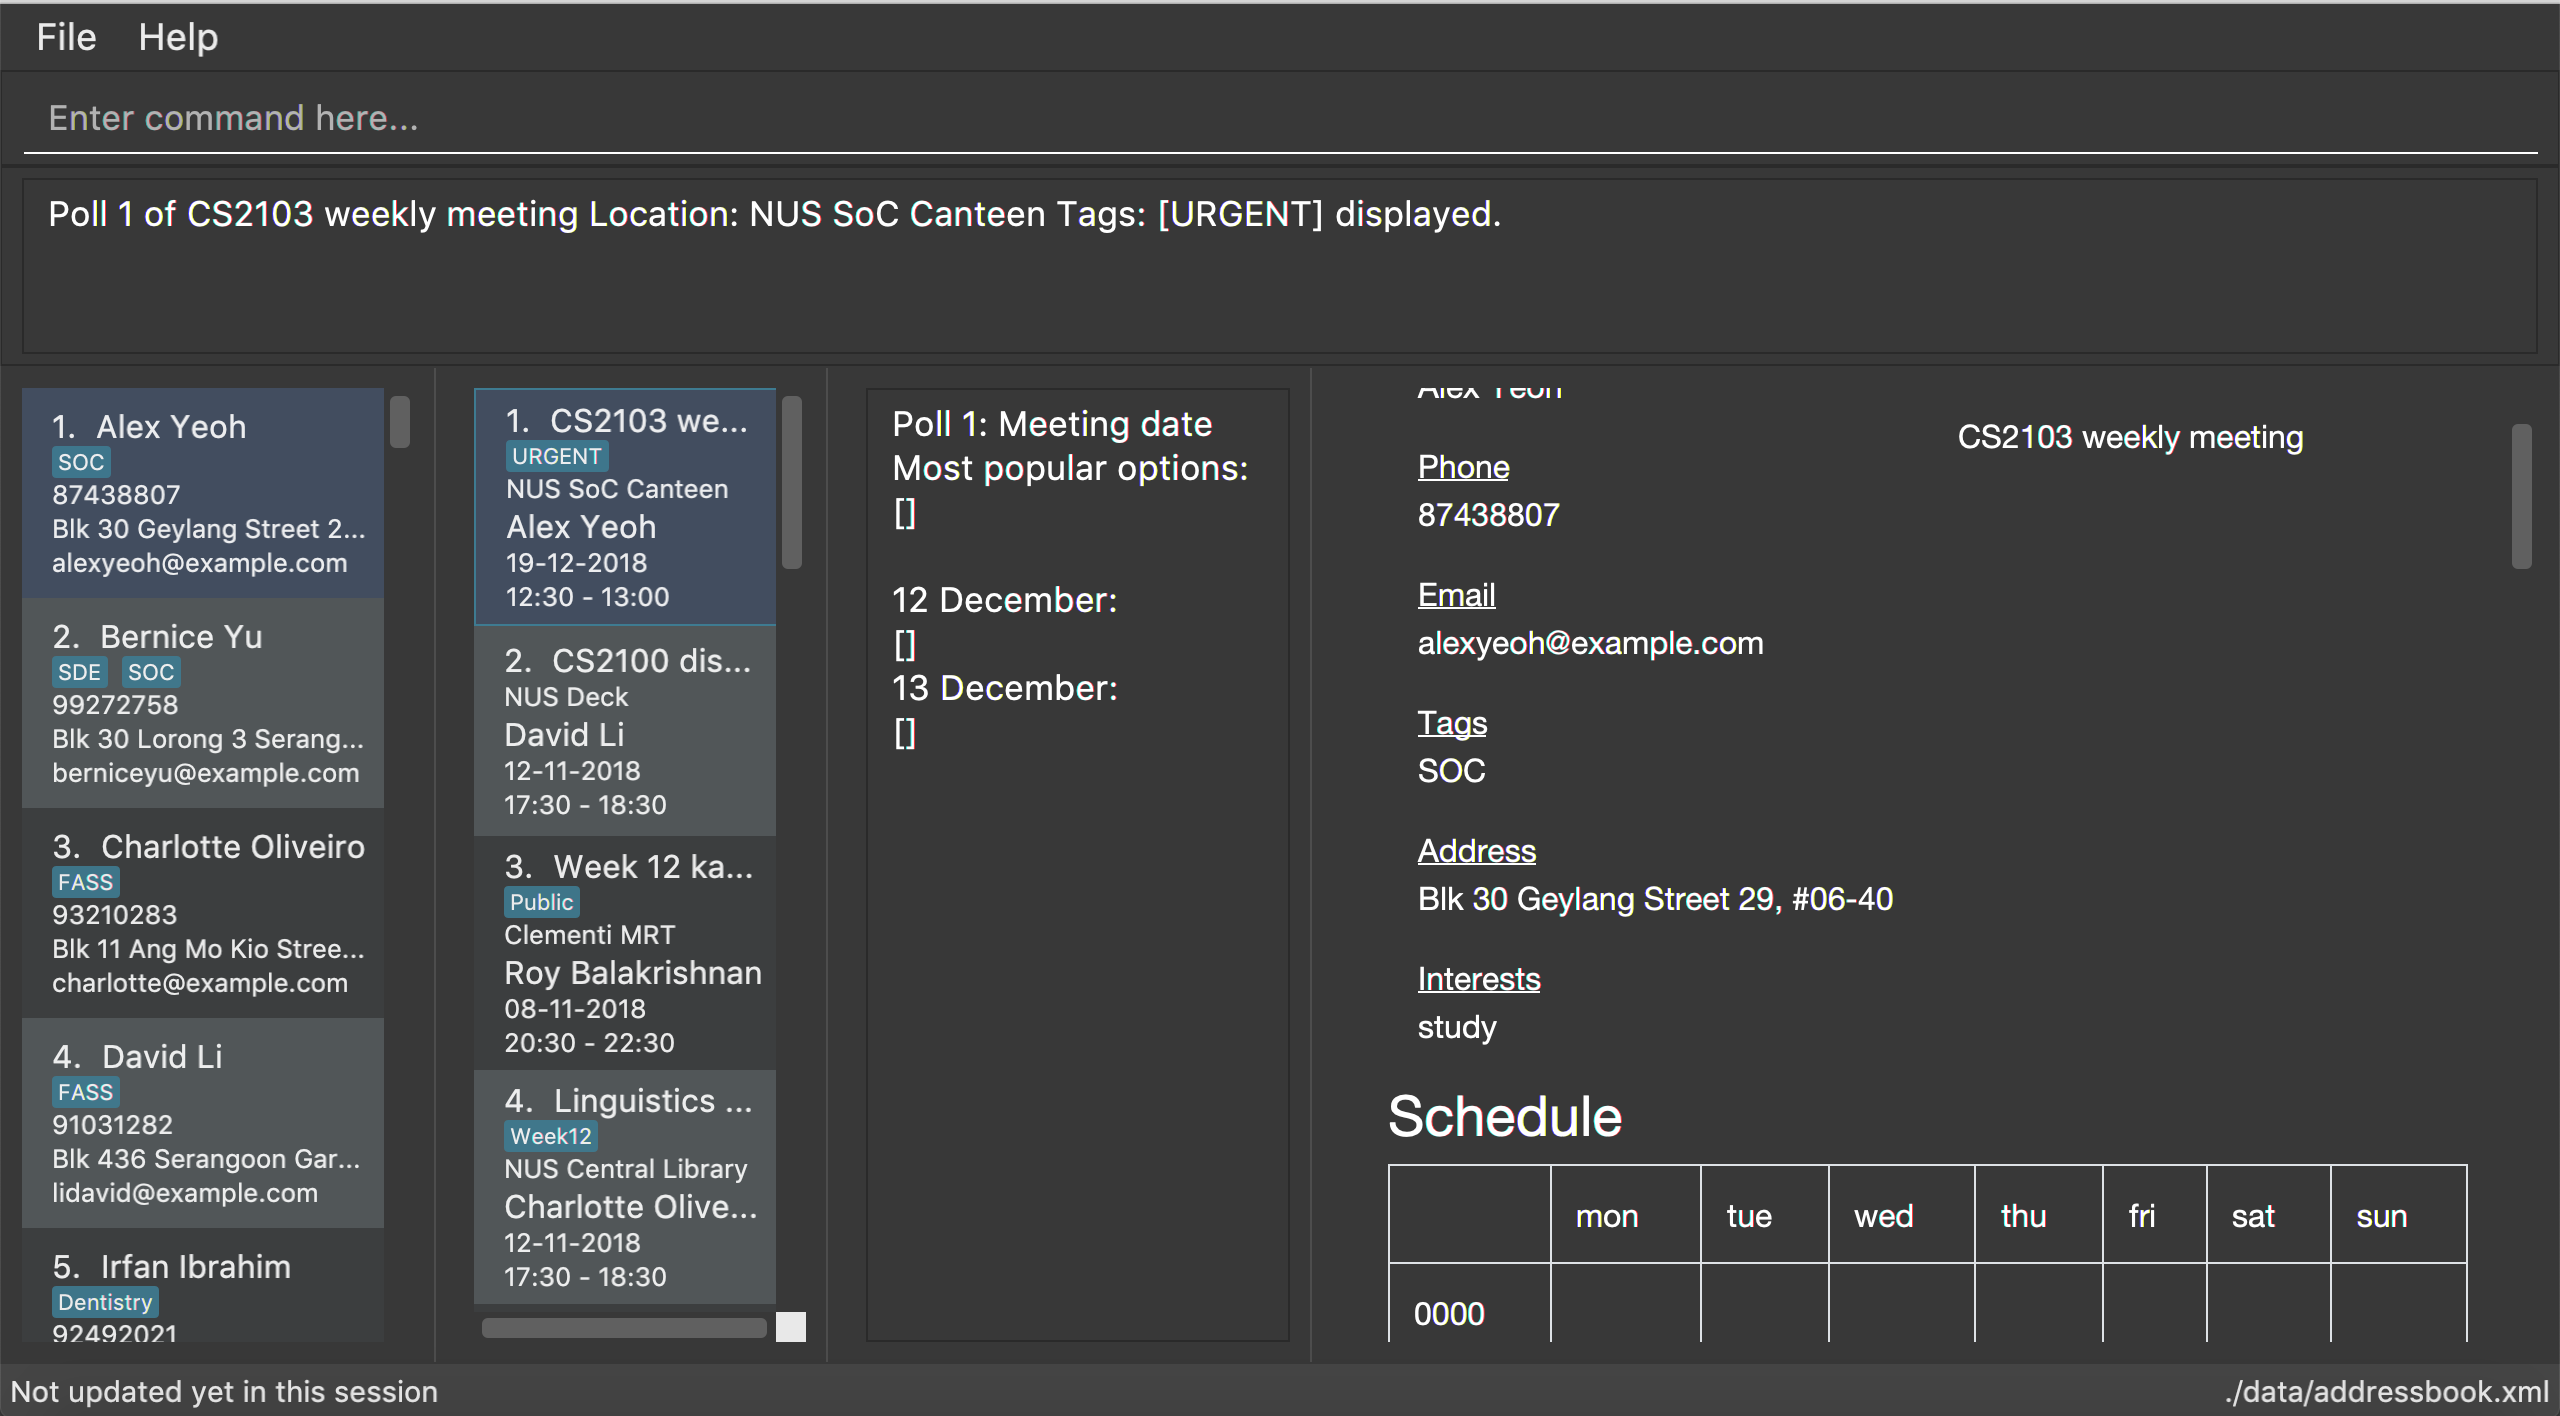 File Help
Enter command here...
Poll 1 of CS2103 weekly meeting Location: NUS SoC Canteen Tags: [URGENT] displayed.
1. Alex Yeoh
SOC
87438807
Blk 30 Geylang Street 2...
alexyeoh@example.com
2. Bernice Yu
SDE SOC
99272758
Blk 30 Lorong 3 Serang...
berniceyu@example.com
3. Charlotte Oliveiro
FASS
93210283
Blk 11 Ang Mo Kio Stree...
charlotte@example.com
4. David Li
FASS
91031282
Blk 436 Serangoon Gar...
lidavid@example.com
5. Irfan Ibrahim
Dentistry
92492021
1. CS2103 we...
URGENT
NUS SoC Canteen
Alex Yeoh
19-12-2018
12:30 - 13:00
2. CS2100 dis...
NUS Deck
David Li
12-11-2018
17:30 - 18:30
3. Week 12 ka...
Public
Clementi MRT
Roy Balakrishnan
08-11-2018
20:30 - 22:30
4. Linguistics ...
Week12
NUS Central Library
Charlotte Olive...
12-11-2018
17:30 - 18:30
Poll 1: Meeting date
Most popular options:
[]
12 December:
[]
13 December:
[]
Alex Yeoh
CS2103 weekly meeting
Phone
87438807
Email
alexyeoh@example.com
Tags
SOC
Address
Blk 30 Geylang Street 29, #06-40
Interests
study
Schedule
mon tue wed thu fri sat sun
0000
Not updated yet in this session
./data/addressbook.xml